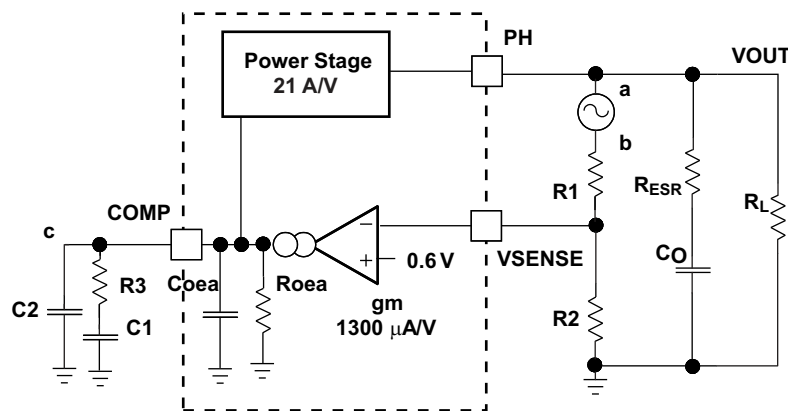 PH
Power Stage
21 A/V
VOUT
a
b
R1
RESR
RL
COMP
c
0.6 V
VSENSE
CO
R3
Coea
Roea
C2
C1
gm
1300 μA/V
R2